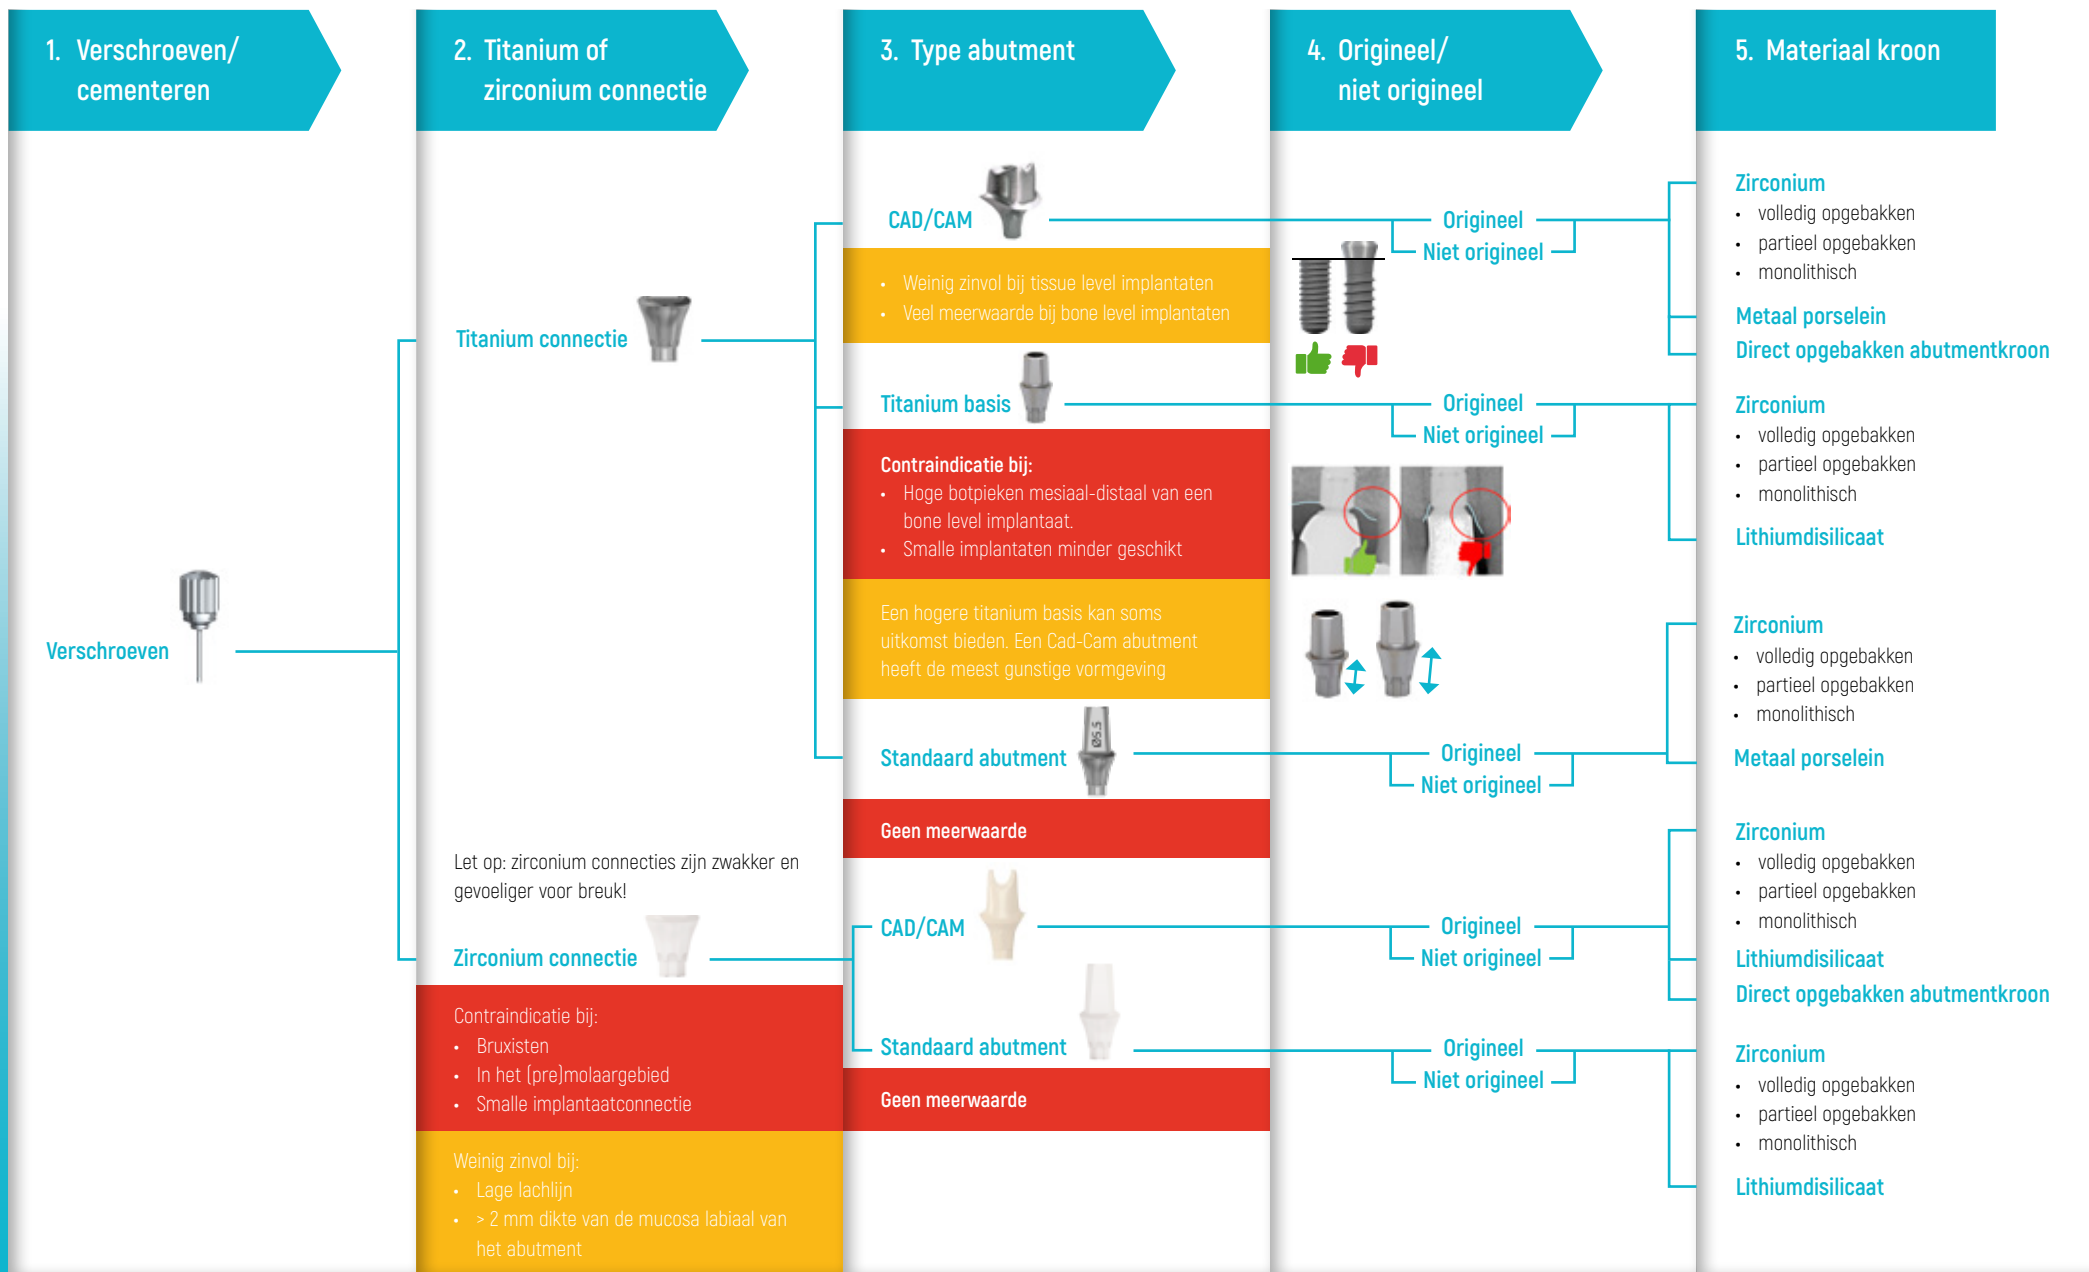 1. Verschroeven/
cementeren
2. Titanium of
zirconium connectie
3. Type abutment
4. Origineel/
niet origineel
5. Materiaal kroon
Verschroeven
Titanium connectie
Let op: zirconium connecties zijn zwakker en
gevoeliger voor breuk!
Zirconium connectie
Contraindicatie bij:
• Bruxisten
• In het (pre)molaargebied
• Smalle implantaatconnectie
Weinig zinvol bij:
• Lage lachlijn
• > 2 mm dikte van de mucosa labiaal van
het abutment
CAD/CAM
• Weinig zinvol bij tissue level implantaten
• Veel meerwaarde bij bone level implantaten
Titanium basis
Contraindicatie bij:
• Hoge botpieken mesiaal-distaal van een
bone level implantaat.
• Smalle implantaten minder geschikt
Een hogere titanium basis kan soms
uitkomst bieden. Een Cad-Cam abutment
heeft de meest gunstige vormgeving
Standaard abutment
Ø5.5
Geen meerwaarde
CAD/CAM
Standaard abutment
Geen meerwaarde
Origineel
Niet origineel
Origineel
Niet origineel
Origineel
Niet origineel
Origineel
Niet origineel
Origineel
Niet origineel
Zirconium
• volledig opgebakken
• partieel opgebakken
• monolithisch
Metaal porselein
Direct opgebakken abutmentkroon
Zirconium
• volledig opgebakken
• partieel opgebakken
• monolithisch
Lithiumdisilicaat
Zirconium
• volledig opgebakken
• partieel opgebakken
• monolithisch
Metaal porselein
Zirconium
• volledig opgebakken
• partieel opgebakken
• monolithisch
Lithiumdisilicaat
Direct opgebakken abutmentkroon
Zirconium
• volledig opgebakken
• partieel opgebakken
• monolithisch
Lithiumdisilicaat